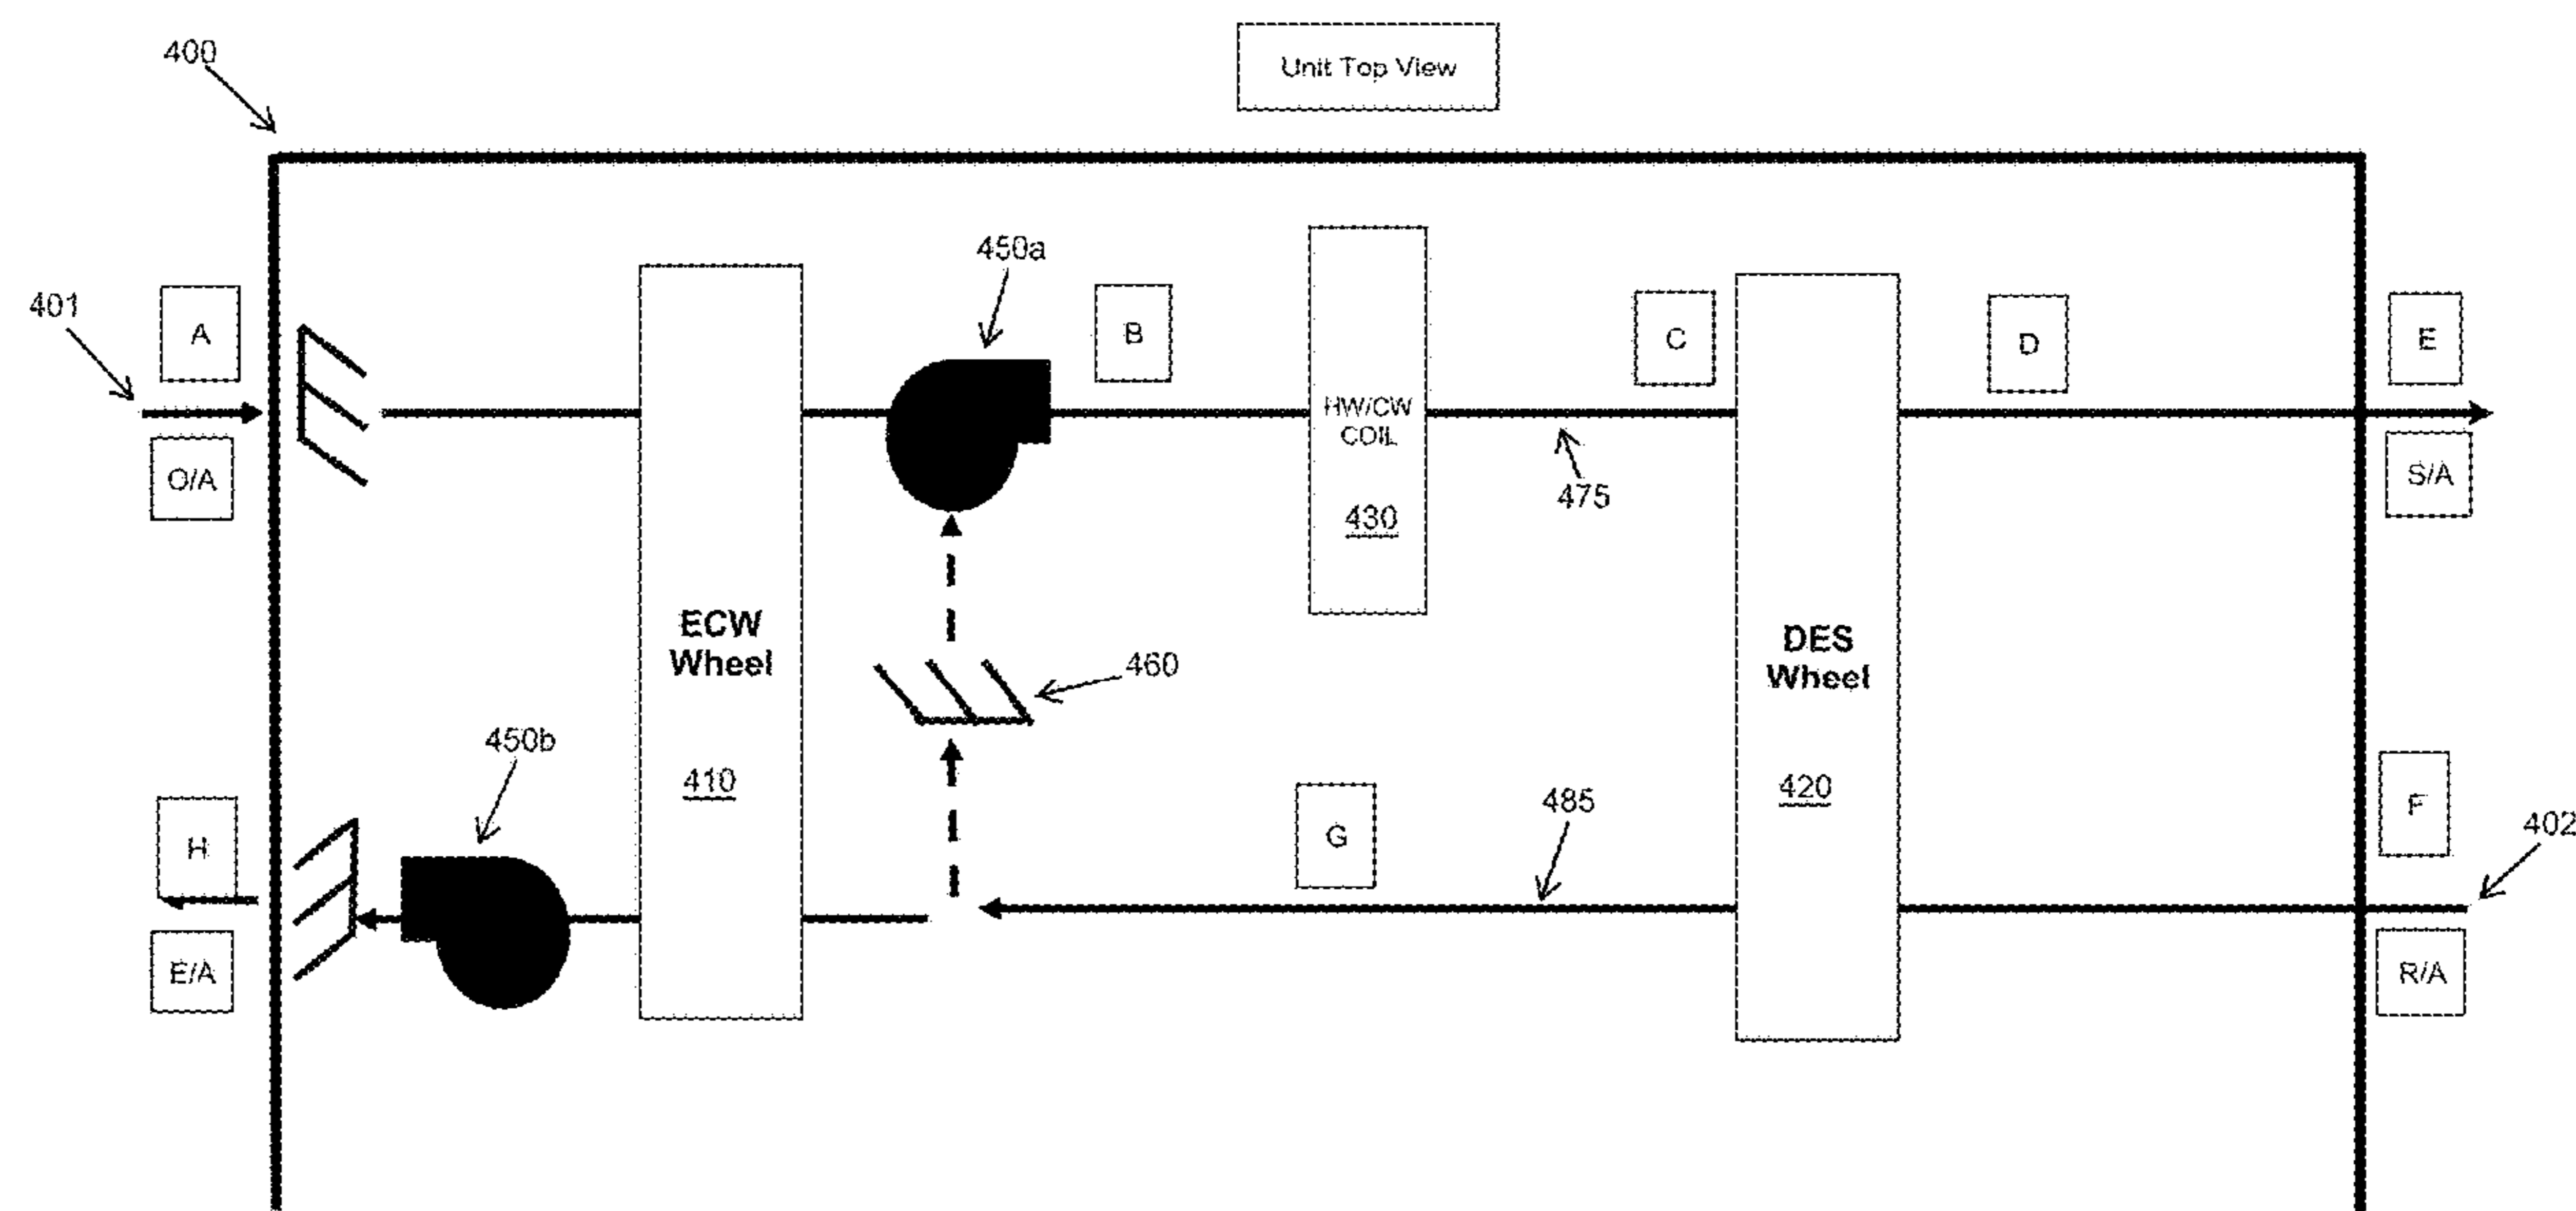 Unit Top View
400
401
A
O/A
450a
B
HW/CW
COIL
430
C
475
D
E
S/A
ECW
Wheel
410
460
DES
Wheel
420
450b
H
E/A
G
485
F
402
R/A